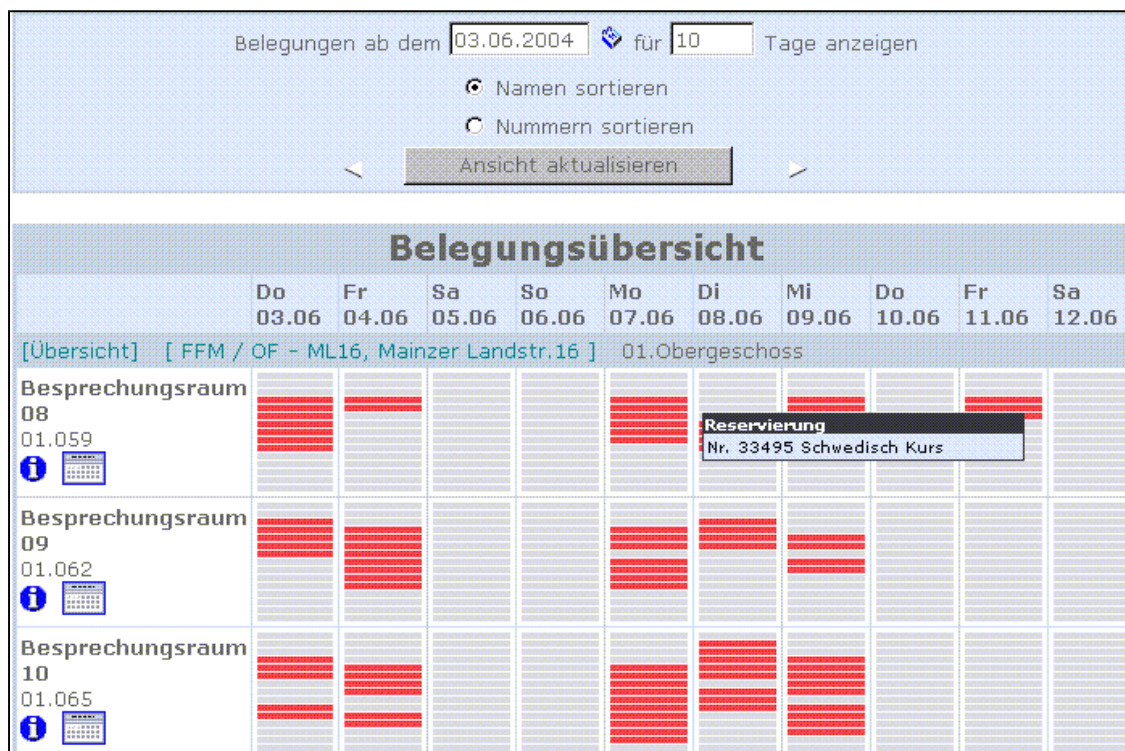 Belegungen ab dem 03.06.2004 für 10 Tage anzeigen
Namen sortieren
Nummern sortieren
Ansicht aktualisieren
Belegungsübersicht
Do Fr Sa So Mo Di Mi Do Fr Sa
03.06 04.06 05.06 06.06 07.06 08.06 09.06 10.06 11.06 12.06
[Übersicht] [ FFM / OF - ML16, Mainzer Landstr.16 ] 01.Obergeschoss
Besprechungsraum
08
01.059
Reservierung
Nr. 33495 Schwedisch Kurs
Besprechungsraum
09
01.062
Besprechungsraum
10
01.065